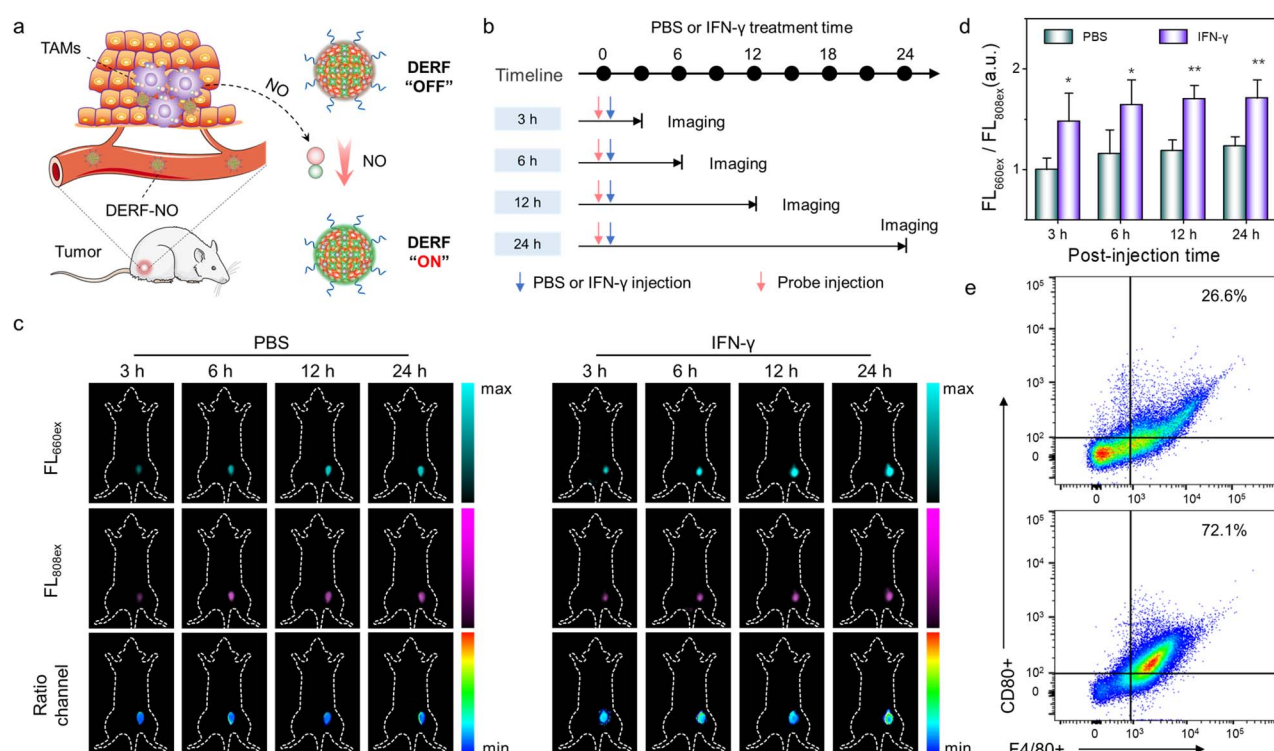 a
TAMs
NO
DERF
"OFF"
NO
DERF-NO
Tumor
DERF
"ON"
b
PBS or IFN-γ treatment time
0 6 12 18 24
Timeline
3 h
Imaging
6 h
Imaging
12 h
Imaging
24 h
Imaging
PBS or IFN-γ injection
Probe injection
c
PBS
3 h 6 h 12 h 24 h
IFN-γ
3 h 6 h 12 h 24 h
FL660ex
max
max
FL808ex
Ratio
channel
min
min
d
PBS IFN-γ
FL660ex / FL808ex(a.u.)
2
1
* * ** **
3 h 6 h 12 h 24 h
Post-injection time
e
26.6%
10⁵
10⁴
10³
10²
0
0 10³ 10⁴ 10⁵
72.1%
10⁵
10⁴
10³
10²
0
0 10³ 10⁴ 10⁵
CD80+
F4/80+